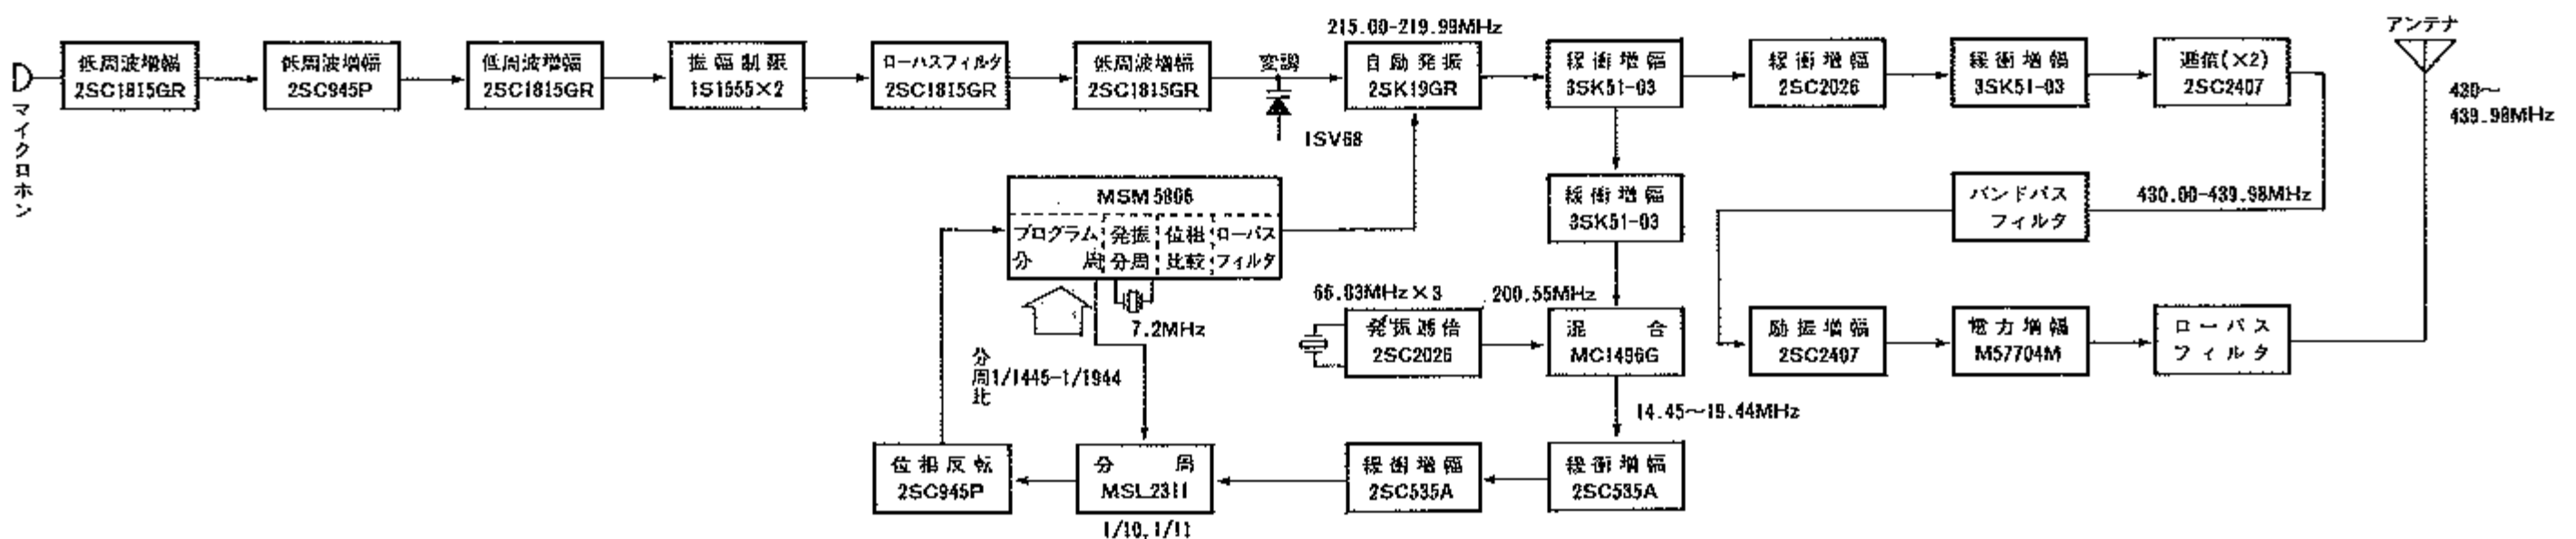 マイクロホン
低周波増幅
2SC1815GR
低周波増幅
2SC945P
低周波増幅
2SC1815GR
振幅制限
1S1555×2
ローパスフィルタ
2SC1815GR
低周波増幅
2SC1815GR
変調
1SV68
215.00-219.99MHz
自励発振
2SK19GR
緩衝増幅
3SK51-03
緩衝増幅
2SC2026
緩衝増幅
3SK51-03
逓倍(×2)
2SC2407
アンテナ
430～
439.98MHz
MSM5806
プログラム
分周
発振
分周
位相
比較
ローパス
フィルタ
7.2MHz
分周比
1/1445-1/1944
緩衝増幅
3SK51-03
バンドパス
フィルタ
430.00-439.98MHz
66.83MHz×3
発振逓倍
2SC2026
200.55MHz
混合
MC1496G
励振増幅
2SC2407
電力増幅
M57704M
ローパス
フィルタ
14.45～19.44MHz
位相反転
2SC945P
分周
MSL2311
1/10,1/11
緩衝増幅
2SC535A
緩衝増幅
2SC535A